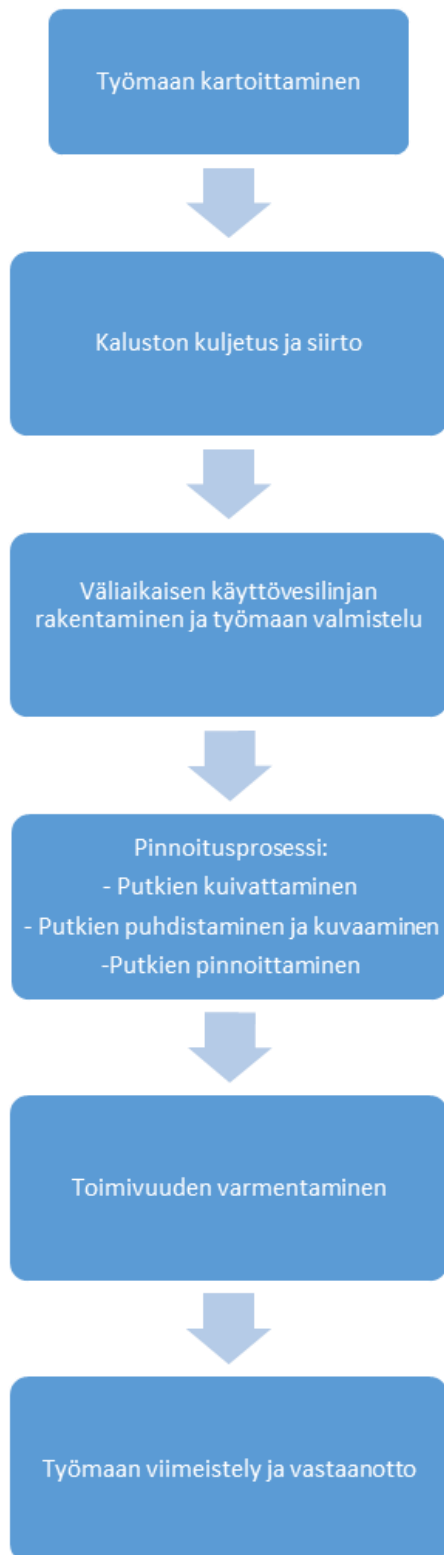 Työmaan kartoittaminen
Kaluston kuljetus ja siirto
Väliaikaisen käyttövesilinjan
rakentaminen ja työmaan valmistelu
Pinnoitusprosessi:
- Putkien kuivattaminen
- Putkien puhdistaminen ja kuvaaminen
-Putkien pinnoittaminen
Toimivuuden varmentaminen
Työmaan viimeistely ja vastaanotto